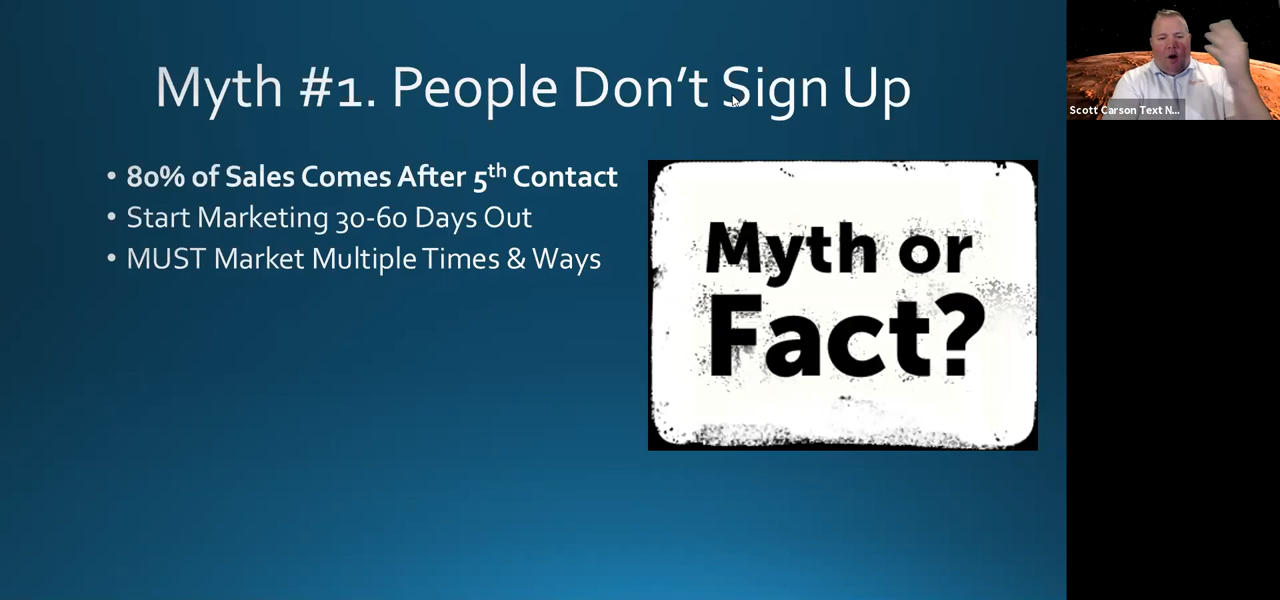 Myth #1. People Don't Sign Up
• 80% of Sales Comes After 5th Contact
• Start Marketing 30-60 Days Out
• MUST Market Multiple Times & Ways
Myth or
Fact?
Scott Carson Text N...